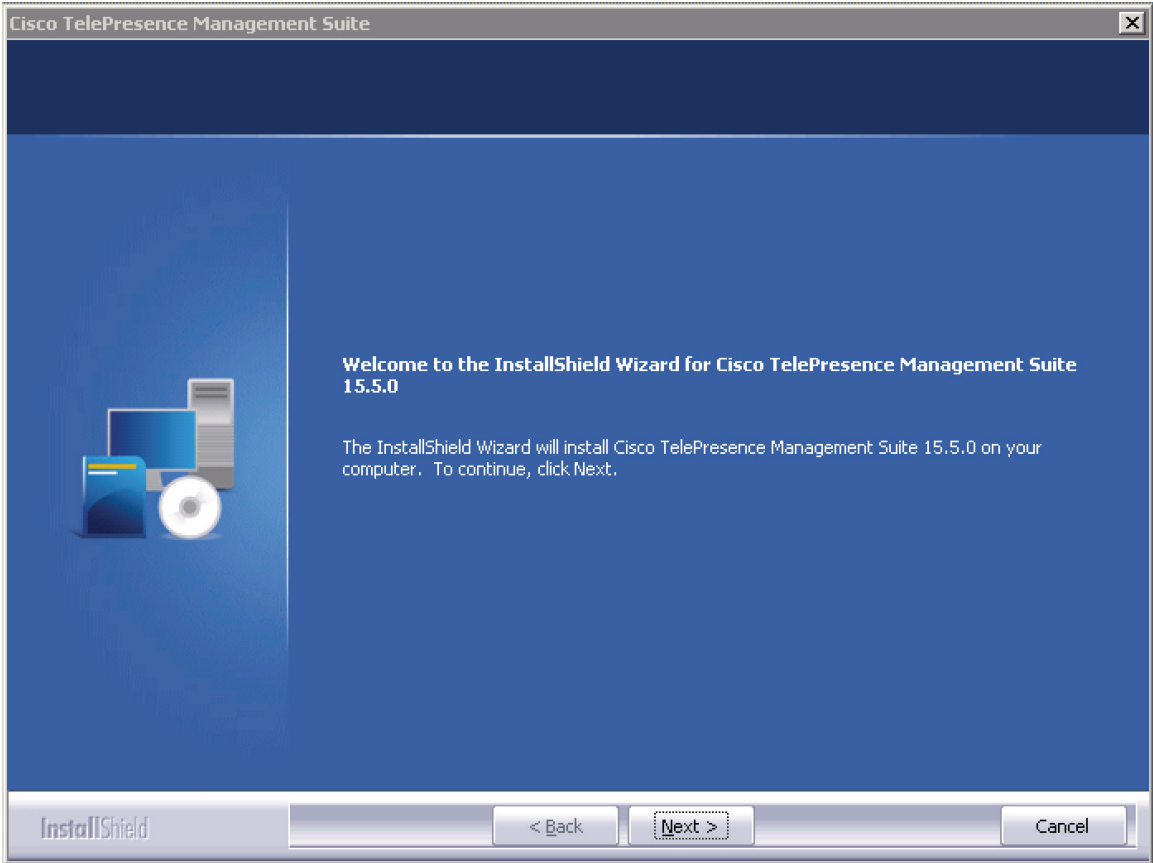 Cisco TelePresence Management Suite
Welcome to the InstallShield Wizard for Cisco TelePresence Management Suite
15.5.0
The InstallShield Wizard will install Cisco TelePresence Management Suite 15.5.0 on your
computer.  To continue, click Next.
InstallShield
< Back
Next >
Cancel